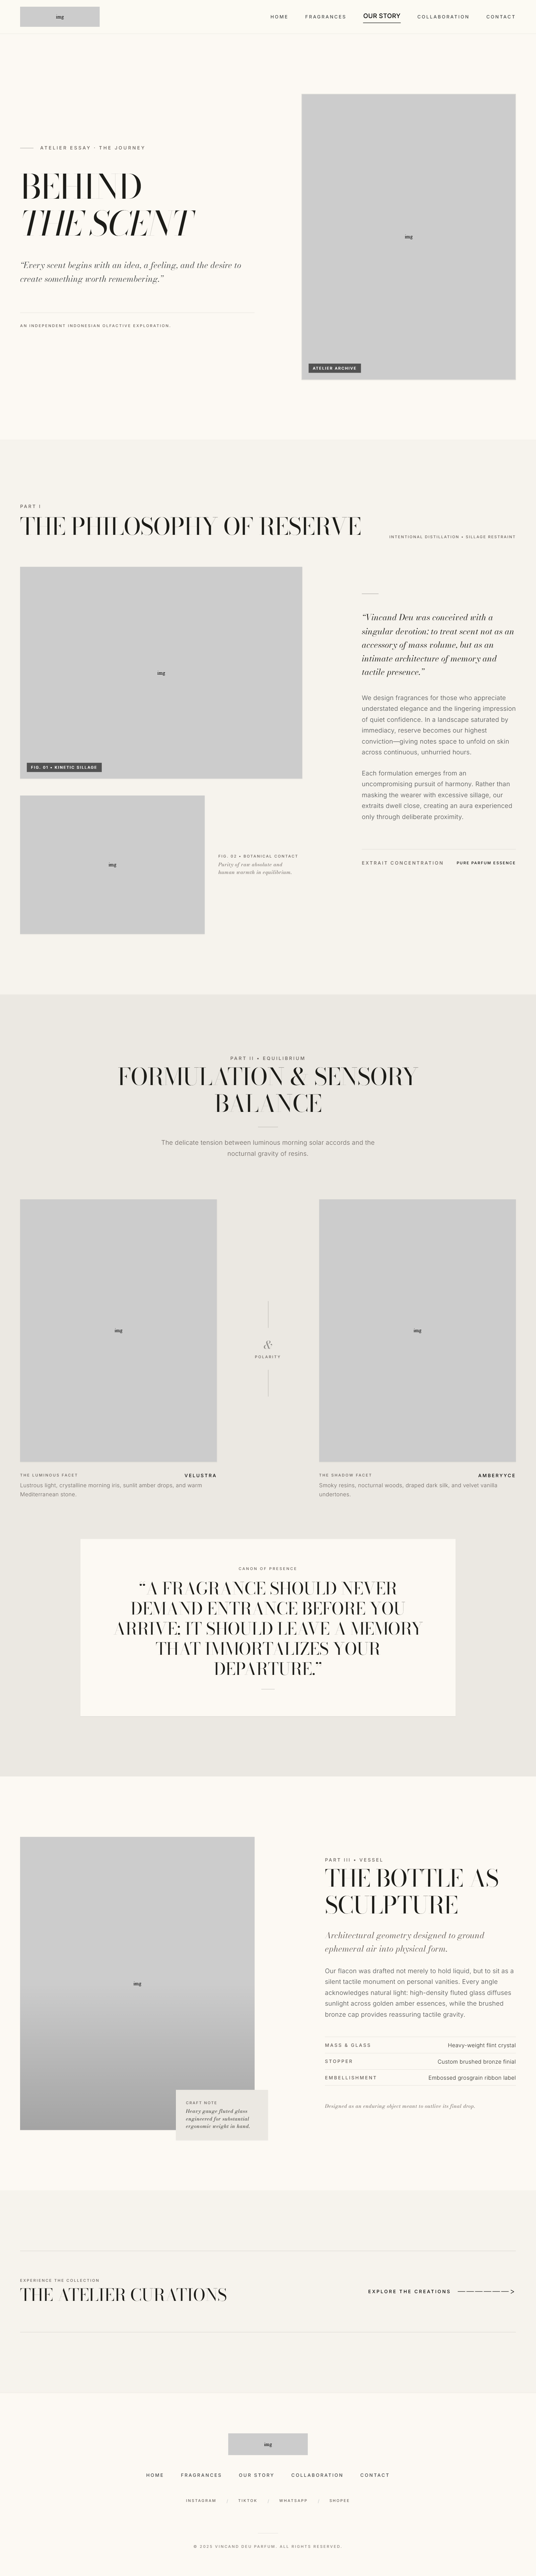 img
HOME FRAGRANCES OUR STORY COLLABORATION CONTACT
ATELIER ESSAY · THE JOURNEY
BEHIND
THE SCENT
“Every scent begins with an idea, a feeling, and the desire to
create something worth remembering.”
AN INDEPENDENT INDONESIAN OLFACTIVE EXPLORATION.
img
ATELIER ARCHIVE
PART I
THE PHILOSOPHY OF RESERVE
INTENTIONAL DISTILLATION • SILLAGE RESTRAINT
img
FIG. 01 • KINETIC SILLAGE
img
FIG. 02 • BOTANICAL CONTACT
Purity of raw absolute and
human warmth in equilibrium.
“Vincand Deu was conceived with a
singular devotion: to treat scent not as an
accessory of mass volume, but as an
intimate architecture of memory and
tactile presence.”
We design fragrances for those who appreciate
understated elegance and the lingering impression
of quiet confidence. In a landscape saturated by
immediacy, reserve becomes our highest
conviction—giving notes space to unfold on skin
across continuous, unhurried hours.
Each formulation emerges from an
uncompromising pursuit of harmony. Rather than
masking the wearer with excessive sillage, our
extraits dwell close, creating an aura experienced
only through deliberate proximity.
EXTRAIT CONCENTRATION PURE PARFUM ESSENCE
PART II • EQUILIBRIUM
FORMULATION & SENSORY
BALANCE
The delicate tension between luminous morning solar accords and the
nocturnal gravity of resins.
img
&
POLARITY
img
THE LUMINOUS FACET VELUSTRA
Lustrous light, crystalline morning iris, sunlit amber drops, and warm
Mediterranean stone.
THE SHADOW FACET AMBERYYCE
Smoky resins, nocturnal woods, draped dark silk, and velvet vanilla
undertones.
CANON OF PRESENCE
“A FRAGRANCE SHOULD NEVER
DEMAND ENTRANCE BEFORE YOU
ARRIVE; IT SHOULD LEAVE A MEMORY
THAT IMMORTALIZES YOUR
DEPARTURE.”
img
CRAFT NOTE
Heavy gauge fluted glass
engineered for substantial
ergonomic weight in hand.
PART III • VESSEL
THE BOTTLE AS
SCULPTURE
Architectural geometry designed to ground
ephemeral air into physical form.
Our flacon was drafted not merely to hold liquid, but to sit as a
silent tactile monument on personal vanities. Every angle
acknowledges natural light: high-density fluted glass diffuses
sunlight across golden amber essences, while the brushed
bronze cap provides reassuring tactile gravity.
MASS & GLASS Heavy-weight flint crystal
STOPPER Custom brushed bronze finial
EMBELLISHMENT Embossed grosgrain ribbon label
Designed as an enduring object meant to outlive its final drop.
EXPERIENCE THE COLLECTION
THE ATELIER CURATIONS
EXPLORE THE CREATIONS ———————>
img
HOME FRAGRANCES OUR STORY COLLABORATION CONTACT
INSTAGRAM / TIKTOK / WHATSAPP / SHOPEE
© 2025 VINCAND DEU PARFUM. ALL RIGHTS RESERVED.